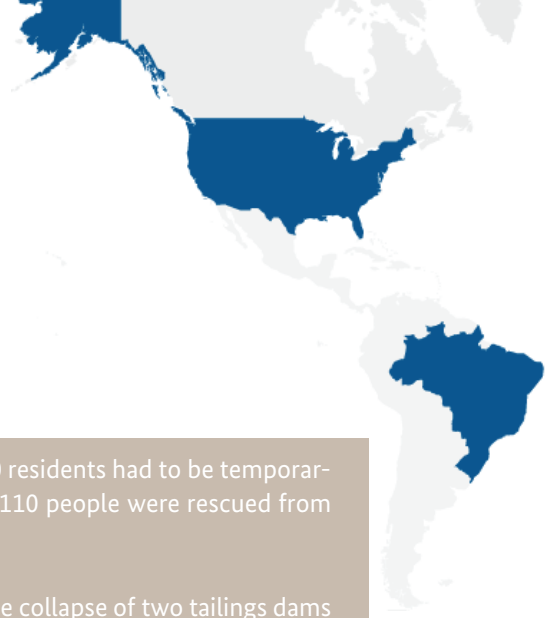 residents had to be temporar-
110 people were rescued from
collapse of two tailings dams